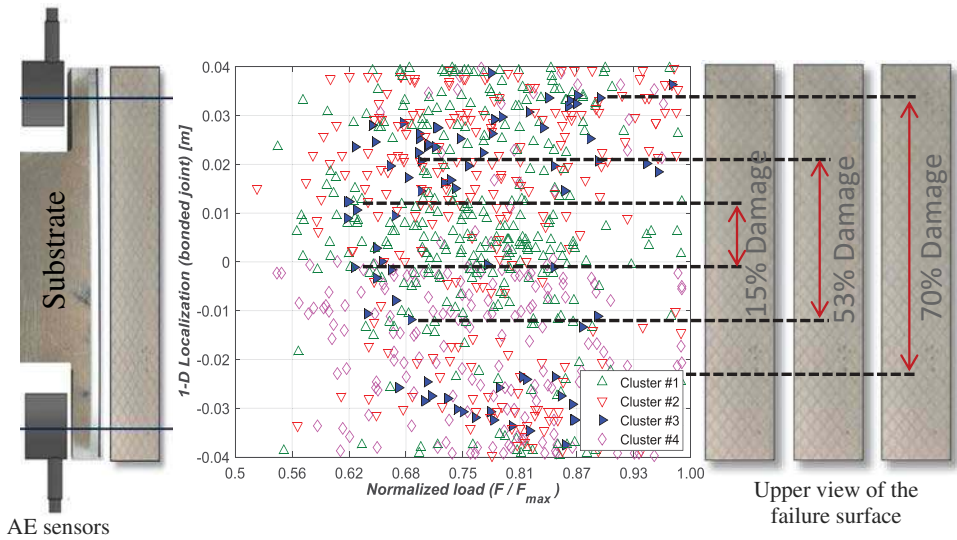 Substrate
AE sensors
1-D Localization (bonded joint) [m]
0.04
0.03
0.02
0.01
0
-0.01
-0.02
-0.03
-0.04
0.5
0.56
0.62
0.68
0.75
0.81
0.87
0.93
1.00
Normalized load (F / Fmax)
Cluster #1
Cluster #2
Cluster #3
Cluster #4
15% Damage
53% Damage
70% Damage
Upper view of the
failure surface